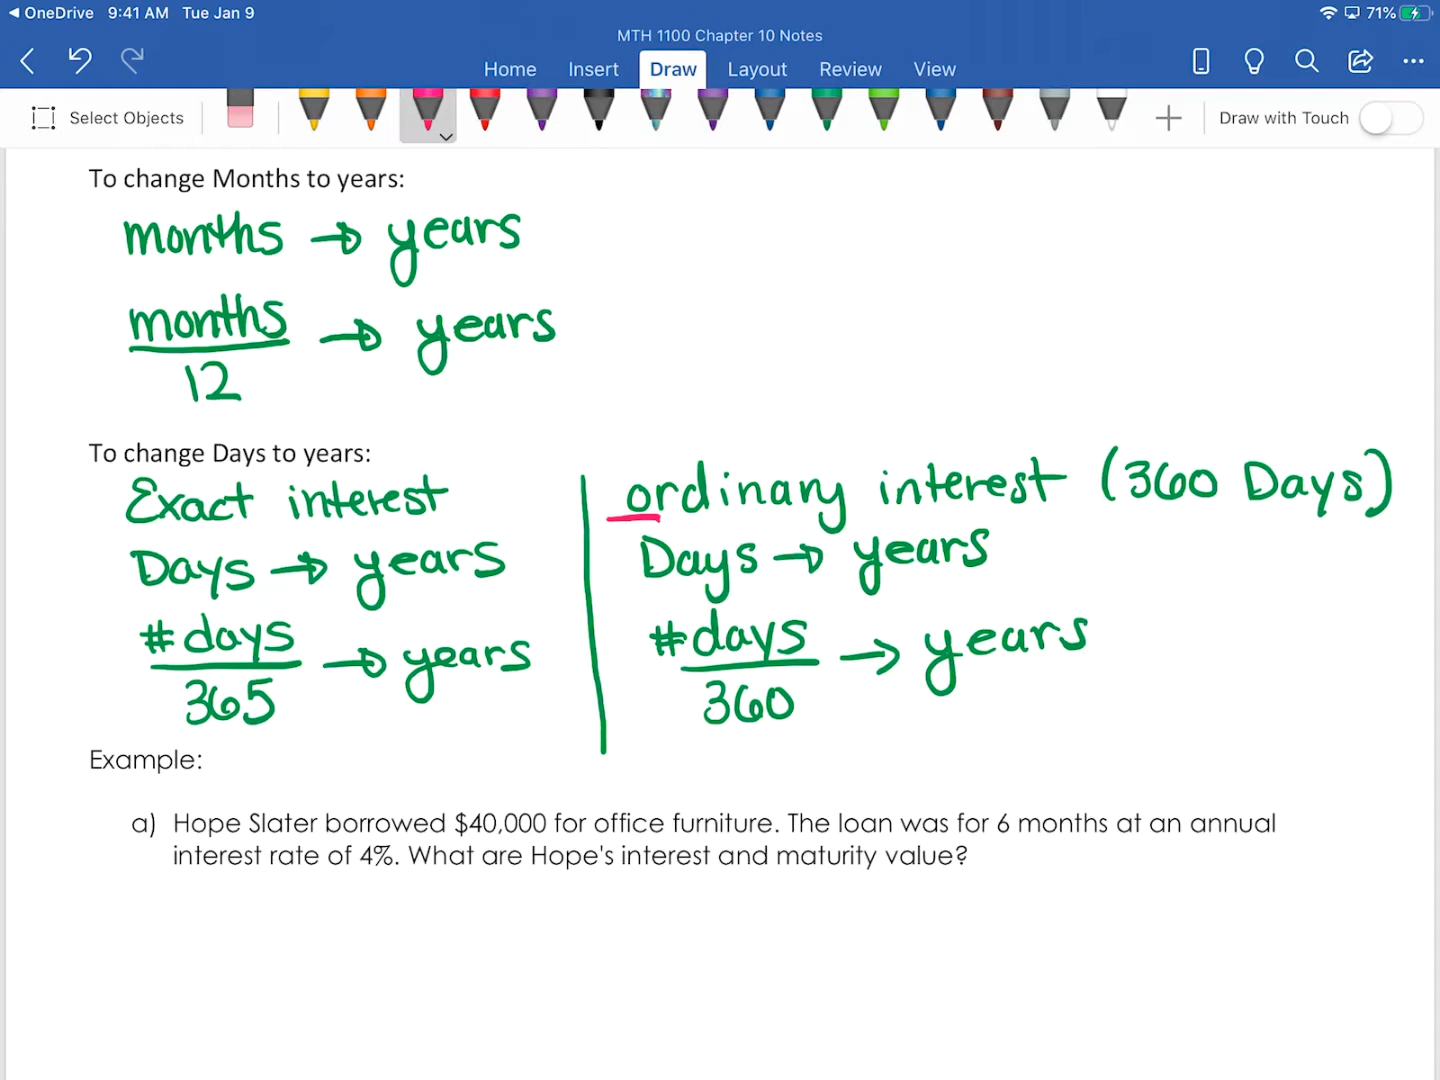 OneDrive 9:41 AM Tue Jan 9 71%
MTH 1100 Chapter 10 Notes
Home Insert Draw Layout Review View
Select Objects Draw with Touch
To change Months to years:
months → years
months
12 → years
To change Days to years:
Exact interest
Days → years
#days
365 → years
ordinary interest (360 Days)
Days → years
#days
360 → years
Example:
a) Hope Slater borrowed $40,000 for office furniture. The loan was for 6 months at an annual
interest rate of 4%. What are Hope's interest and maturity value?